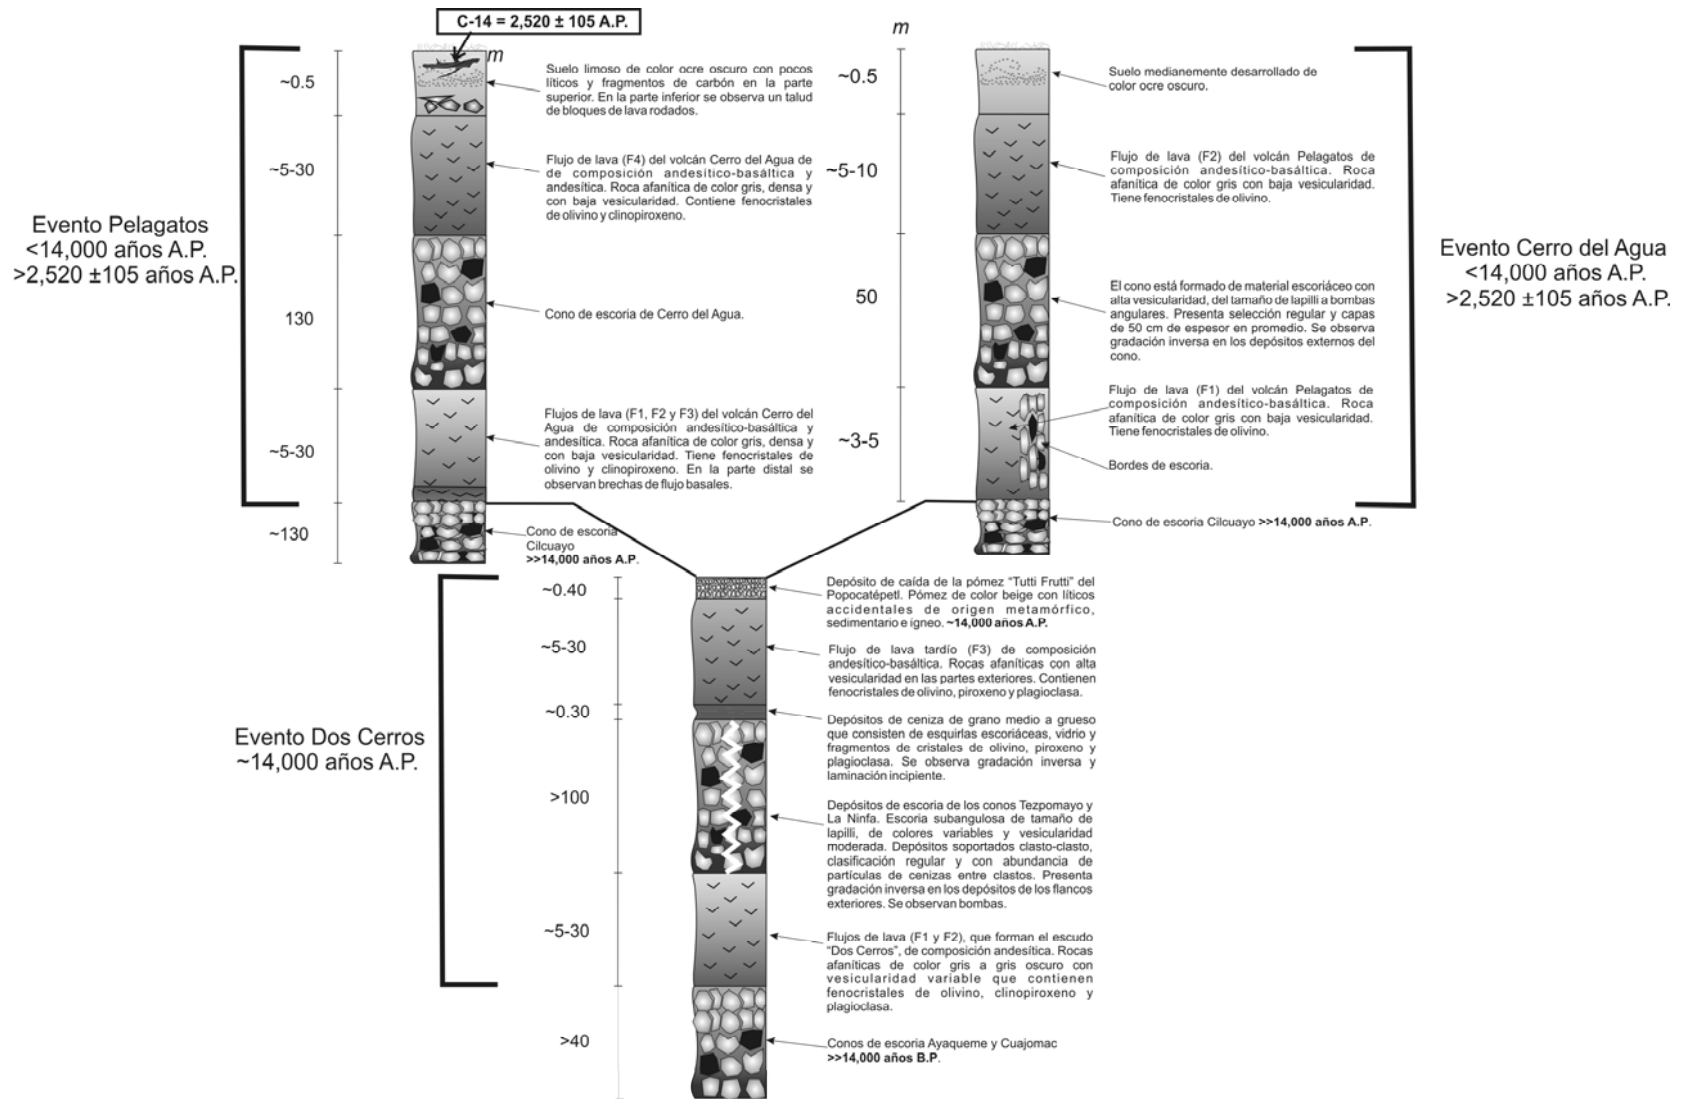 C-14 = 2,520 ± 105 A.P.
m
~0.5
~5-30
130
~5-30
~130
Evento Pelagatos
<14,000 años A.P.
>2,520 ±105 años A.P.
Suelo limoso de color ocre oscuro con pocos
líticos y fragmentos de carbón en la parte
superior. En la parte inferior se observa un talud
de bloques de lava rodados.
Flujo de lava (F4) del volcán Cerro del Agua de
de composición andesítico-basáltica y
andesítica. Roca afanítica de color gris, densa y
con baja vesicularidad. Contiene fenocristales
de olivino y clinopiroxeno.
Cono de escoria de Cerro del Agua.
Flujos de lava (F1, F2 y F3) del volcán Cerro del
Agua de composición andesítico-basáltica y
andesítica. Roca afanítica de color gris, densa y
con baja vesicularidad. Tiene fenocristales de
olivino y clinopiroxeno. En la parte distal se
observan brechas de flujo basales.
Cono de escoria
Cilcuayo
>>14,000 años A.P.
m
~0.5
~5-10
50
~3-5
Suelo medianemente desarrollado de
color ocre oscuro.
Flujo de lava (F2) del volcán Pelagatos de
composición andesítico-basáltica. Roca
afanítica de color gris con baja vesicularidad.
Tiene fenocristales de olivino.
El cono está formado de material escoriáceo con
alta vesicularidad, del tamaño de lapilli a bombas
angulares. Presenta selección regular y capas
de 50 cm de espesor en promedio. Se observa
gradación inversa en los depósitos externos del
cono.
Flujo de lava (F1) del volcán Pelagatos de
composición andesítico-basáltica. Roca
afanítica de color gris con baja vesicularidad.
Tiene fenocristales de olivino.
Bordes de escoria.
Cono de escoria Cilcuayo >>14,000 años A.P.
Evento Cerro del Agua
<14,000 años A.P.
>2,520 ±105 años A.P.
Evento Dos Cerros
~14,000 años A.P.
~0.40
~5-30
~0.30
>100
~5-30
>40
Depósito de caída de la pómez “Tutti Frutti” del
Popocatépetl. Pómez de color beige con líticos
accidentales de origen metamórfico,
sedimentario e ígneo. ~14,000 años A.P.
Flujo de lava tardío (F3) de composición
andesítico-basáltica. Rocas afaníticas con alta
vesicularidad en las partes exteriores. Contienen
fenocristales de olivino, piroxeno y plagioclasa.
Depósitos de ceniza de grano medio a grueso
que consisten de esquirlas escoriáceas, vidrio y
fragmentos de cristales de olivino, piroxeno y
plagioclasa. Se observa gradación inversa y
laminación incipiente.
Depósitos de escoria de los conos Tezpomayo y
La Ninfa. Escoria subangulosa de tamaño de
lapilli, de colores variables y vesicularidad
moderada. Depósitos soportados clasto-clasto,
clasificación regular y con abundancia de
partículas de cenizas entre clastos. Presenta
gradación inversa en los depósitos de los flancos
exteriores. Se observan bombas.
Flujos de lava (F1 y F2), que forman el escudo
“Dos Cerros”, de composición andesítica. Rocas
afaníticas de color gris a gris oscuro con
vesicularidad variable que contienen
fenocristales de olivino, clinopiroxeno y
plagioclasa.
Conos de escoria Ayaqueme y Cuajomac
>>14,000 años B.P.